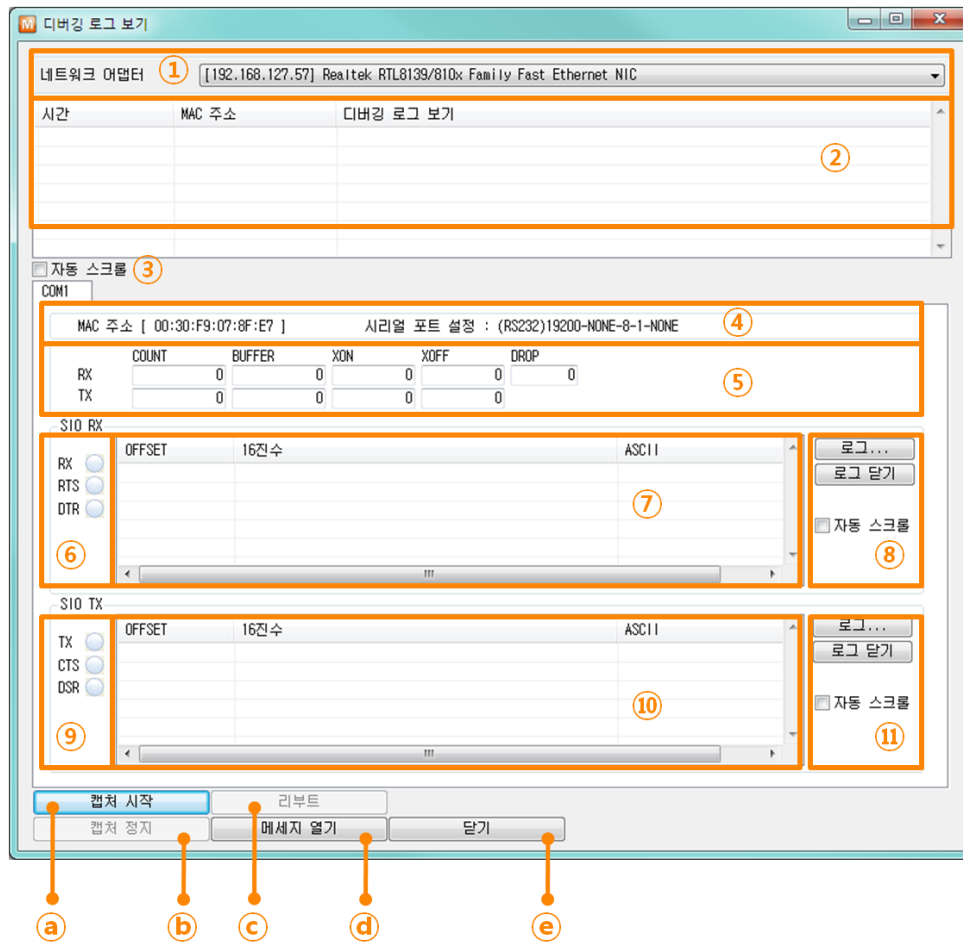 M 디버깅 로그 보기
네트워크 어댑터 ① [192.168.127.57] Realtek RTL8139/810x Family Fast Ethernet NIC
시간 MAC 주소 디버깅 로그 보기
②
자동 스크롤 ③
COM1
MAC 주소 [ 00:30:F9:07:8F:E7 ] 시리얼 포트 설정 : (RS232)19200-NONE-8-1-NONE ④
COUNT BUFFER XON XOFF DROP
RX 0 0 0 0 0
⑤
TX 0 0 0 0
SIO RX
OFFSET 16진수 ASCII 로그...
RX
로그 닫기
RTS
⑦
DTR
자동 스크롤
⑥ ⑧
SIO TX
OFFSET 16진수 ASCII 로그...
TX
로그 닫기
CTS
DSR
⑩ 자동 스크롤
⑨ ⑪
캡처 시작 리부트
캡처 정지 메세지 열기 닫기
ⓐ ⓑ ⓒ ⓓ ⓔ